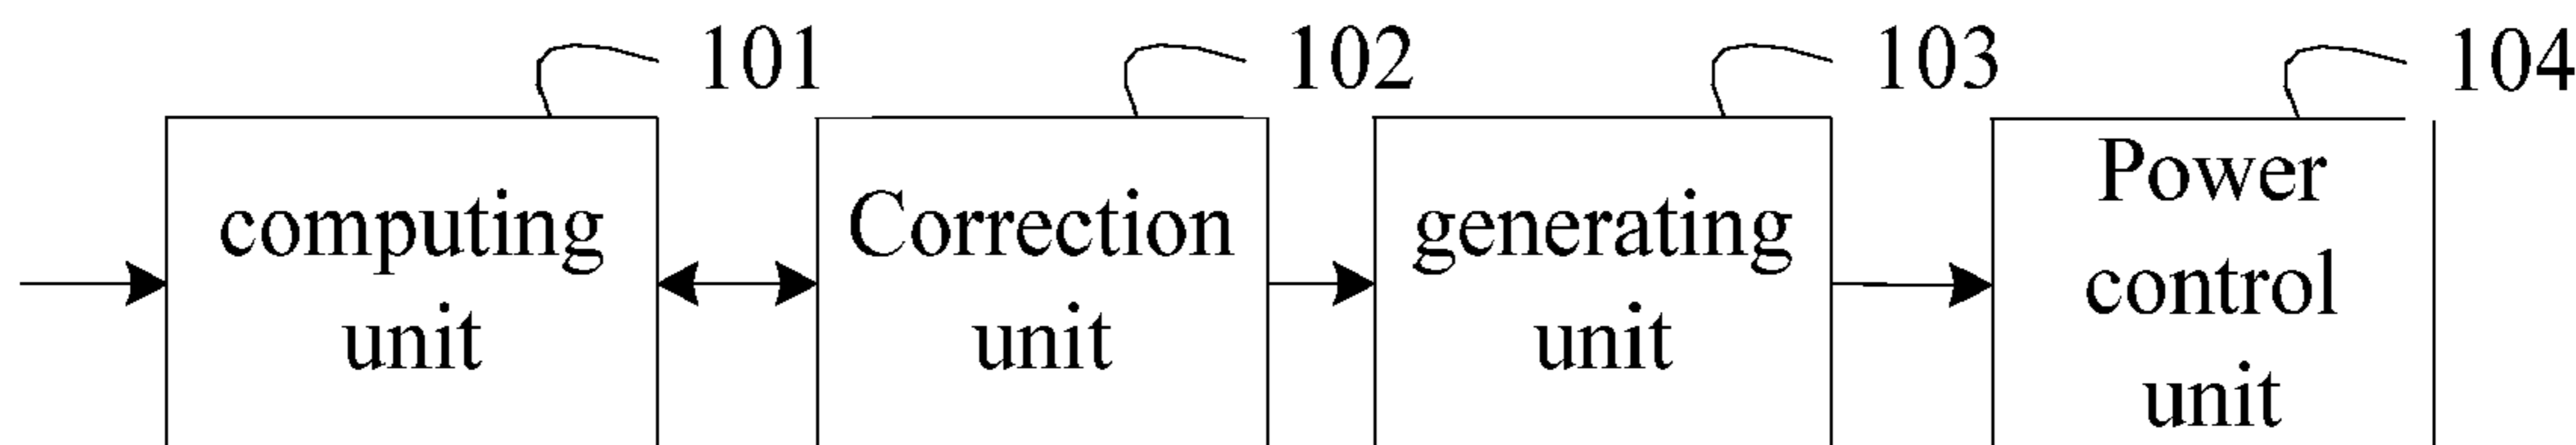 101
102
103
104
computing
unit
Correction
unit
generating
unit
Power
control
unit